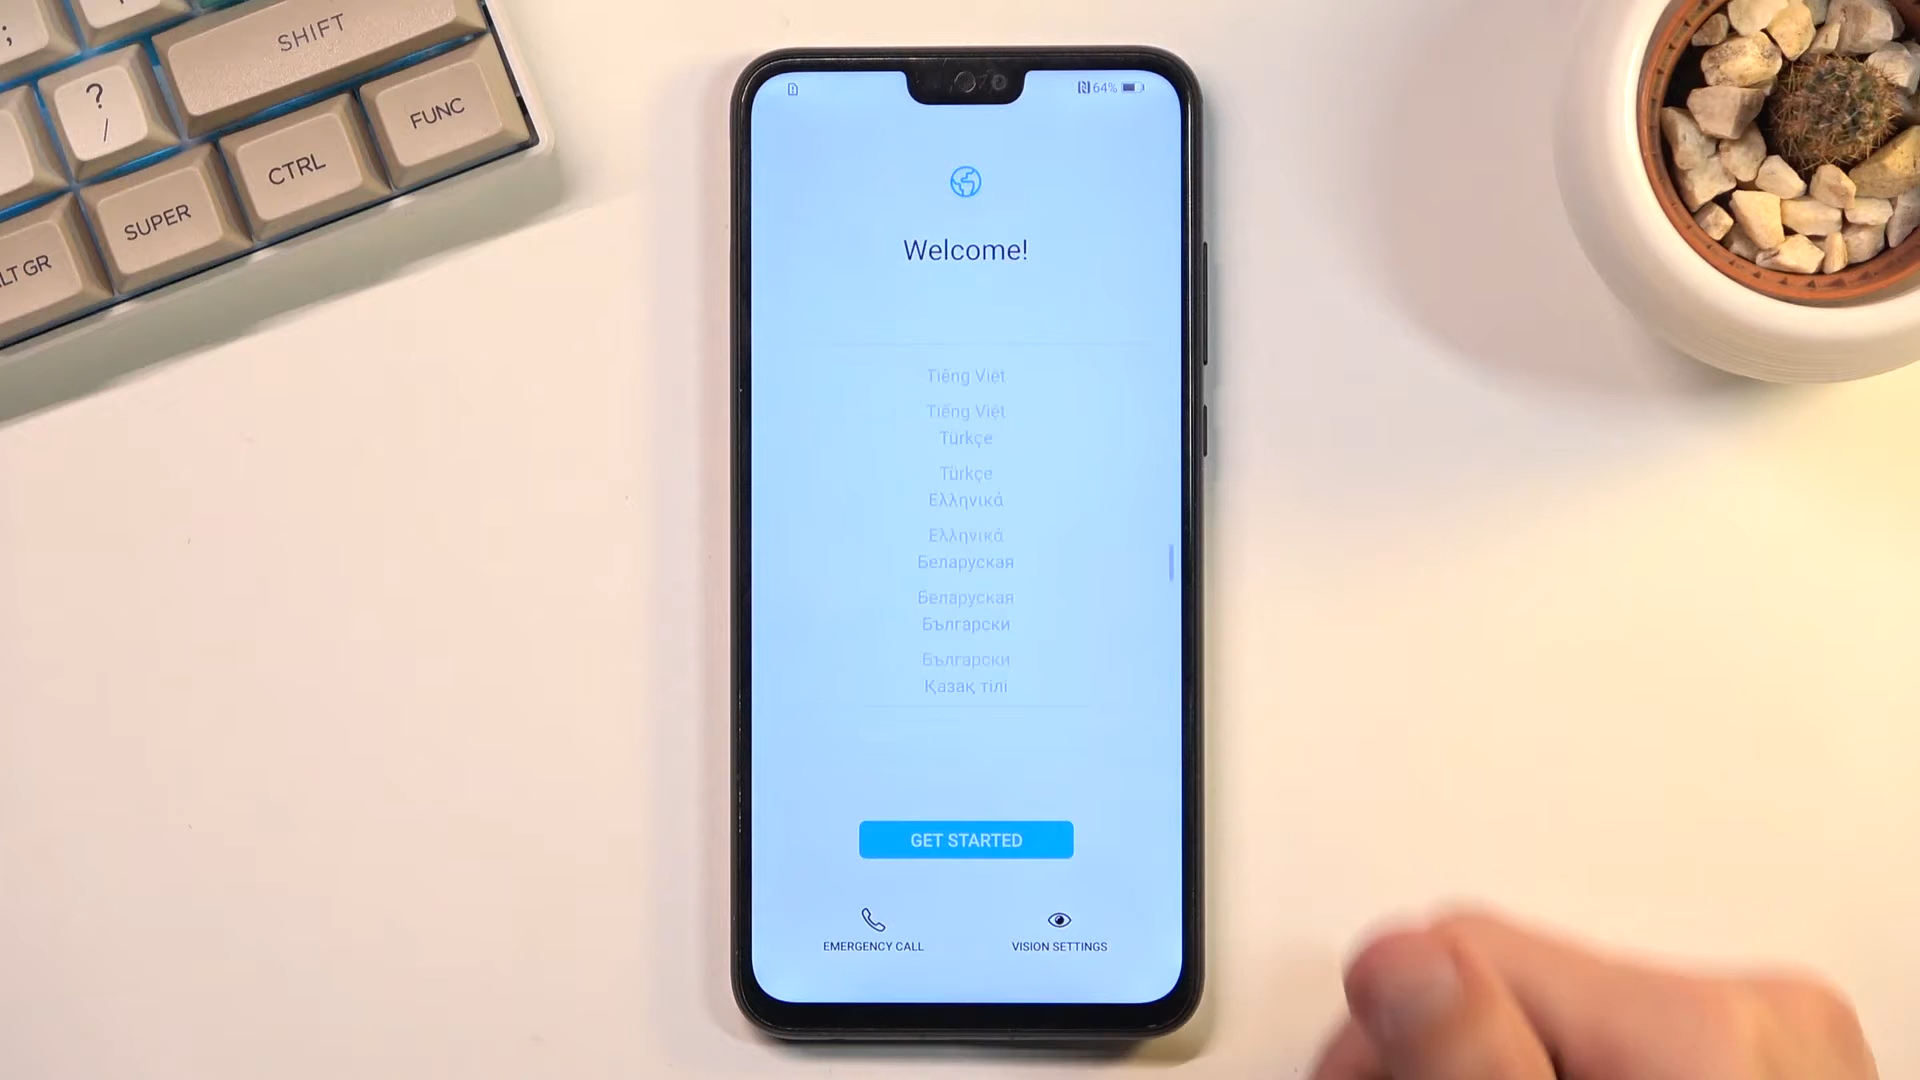 ;
SHIFT
?
/
FUNC
CTRL
SUPER
LT GR
64%
Welcome!
Tiếng Việt
Tiếng Việt
Türkçe
Türkçe
Ελληνικά
Ελληνικά
Беларуская
Беларуская
Български
Български
Қазақ тілі
GET STARTED
EMERGENCY CALL
VISION SETTINGS